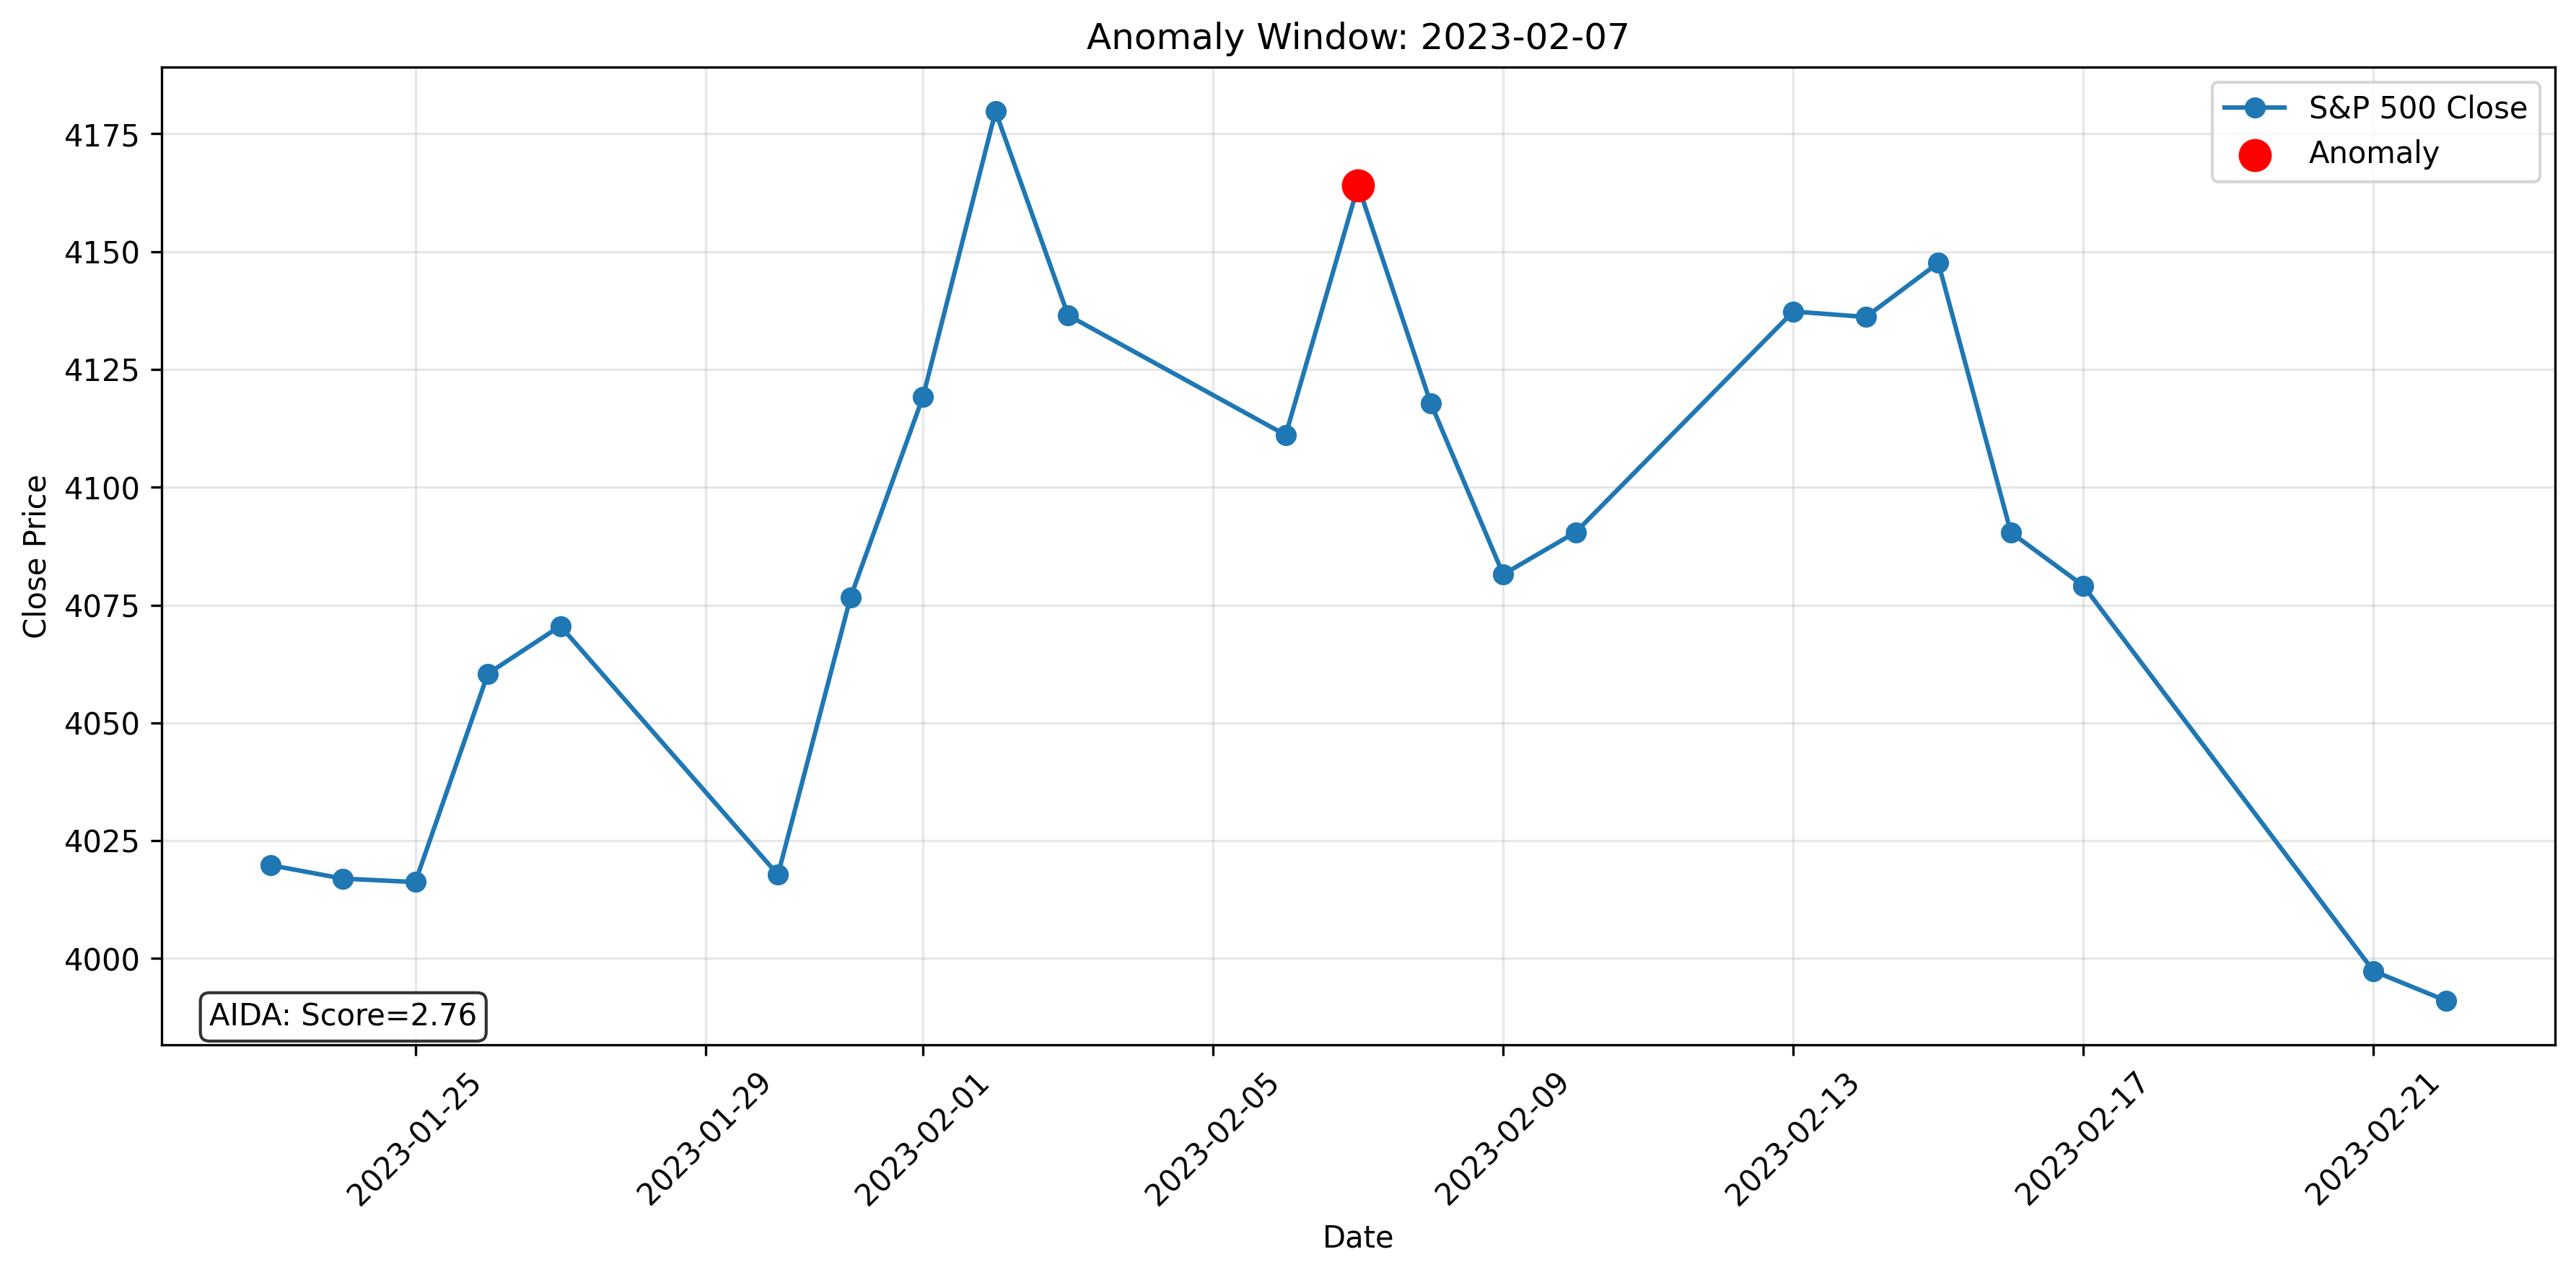 Anomaly Window: 2023-02-07
S&P 500 Close
Anomaly
Close Price
4175
4150
4125
4100
4075
4050
4025
4000
AIDA: Score=2.76
2023-01-25
2023-01-29
2023-02-01
2023-02-05
2023-02-09
2023-02-13
2023-02-17
2023-02-21
Date